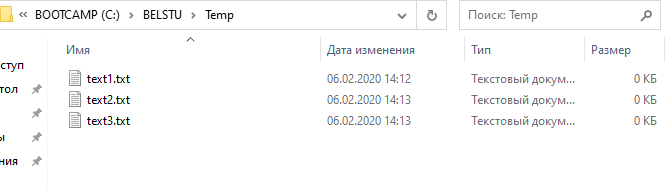 « BOOTCAMP (C:) › BELSTU › Temp
Поиск: Temp
Имя Дата изменения Тип Размер
ступ
text1.txt 06.02.2020 14:12 Текстовый докум... 0 КБ
тол
text2.txt 06.02.2020 14:13 Текстовый докум... 0 КБ
text3.txt 06.02.2020 14:13 Текстовый докум... 0 КБ
ы
ния